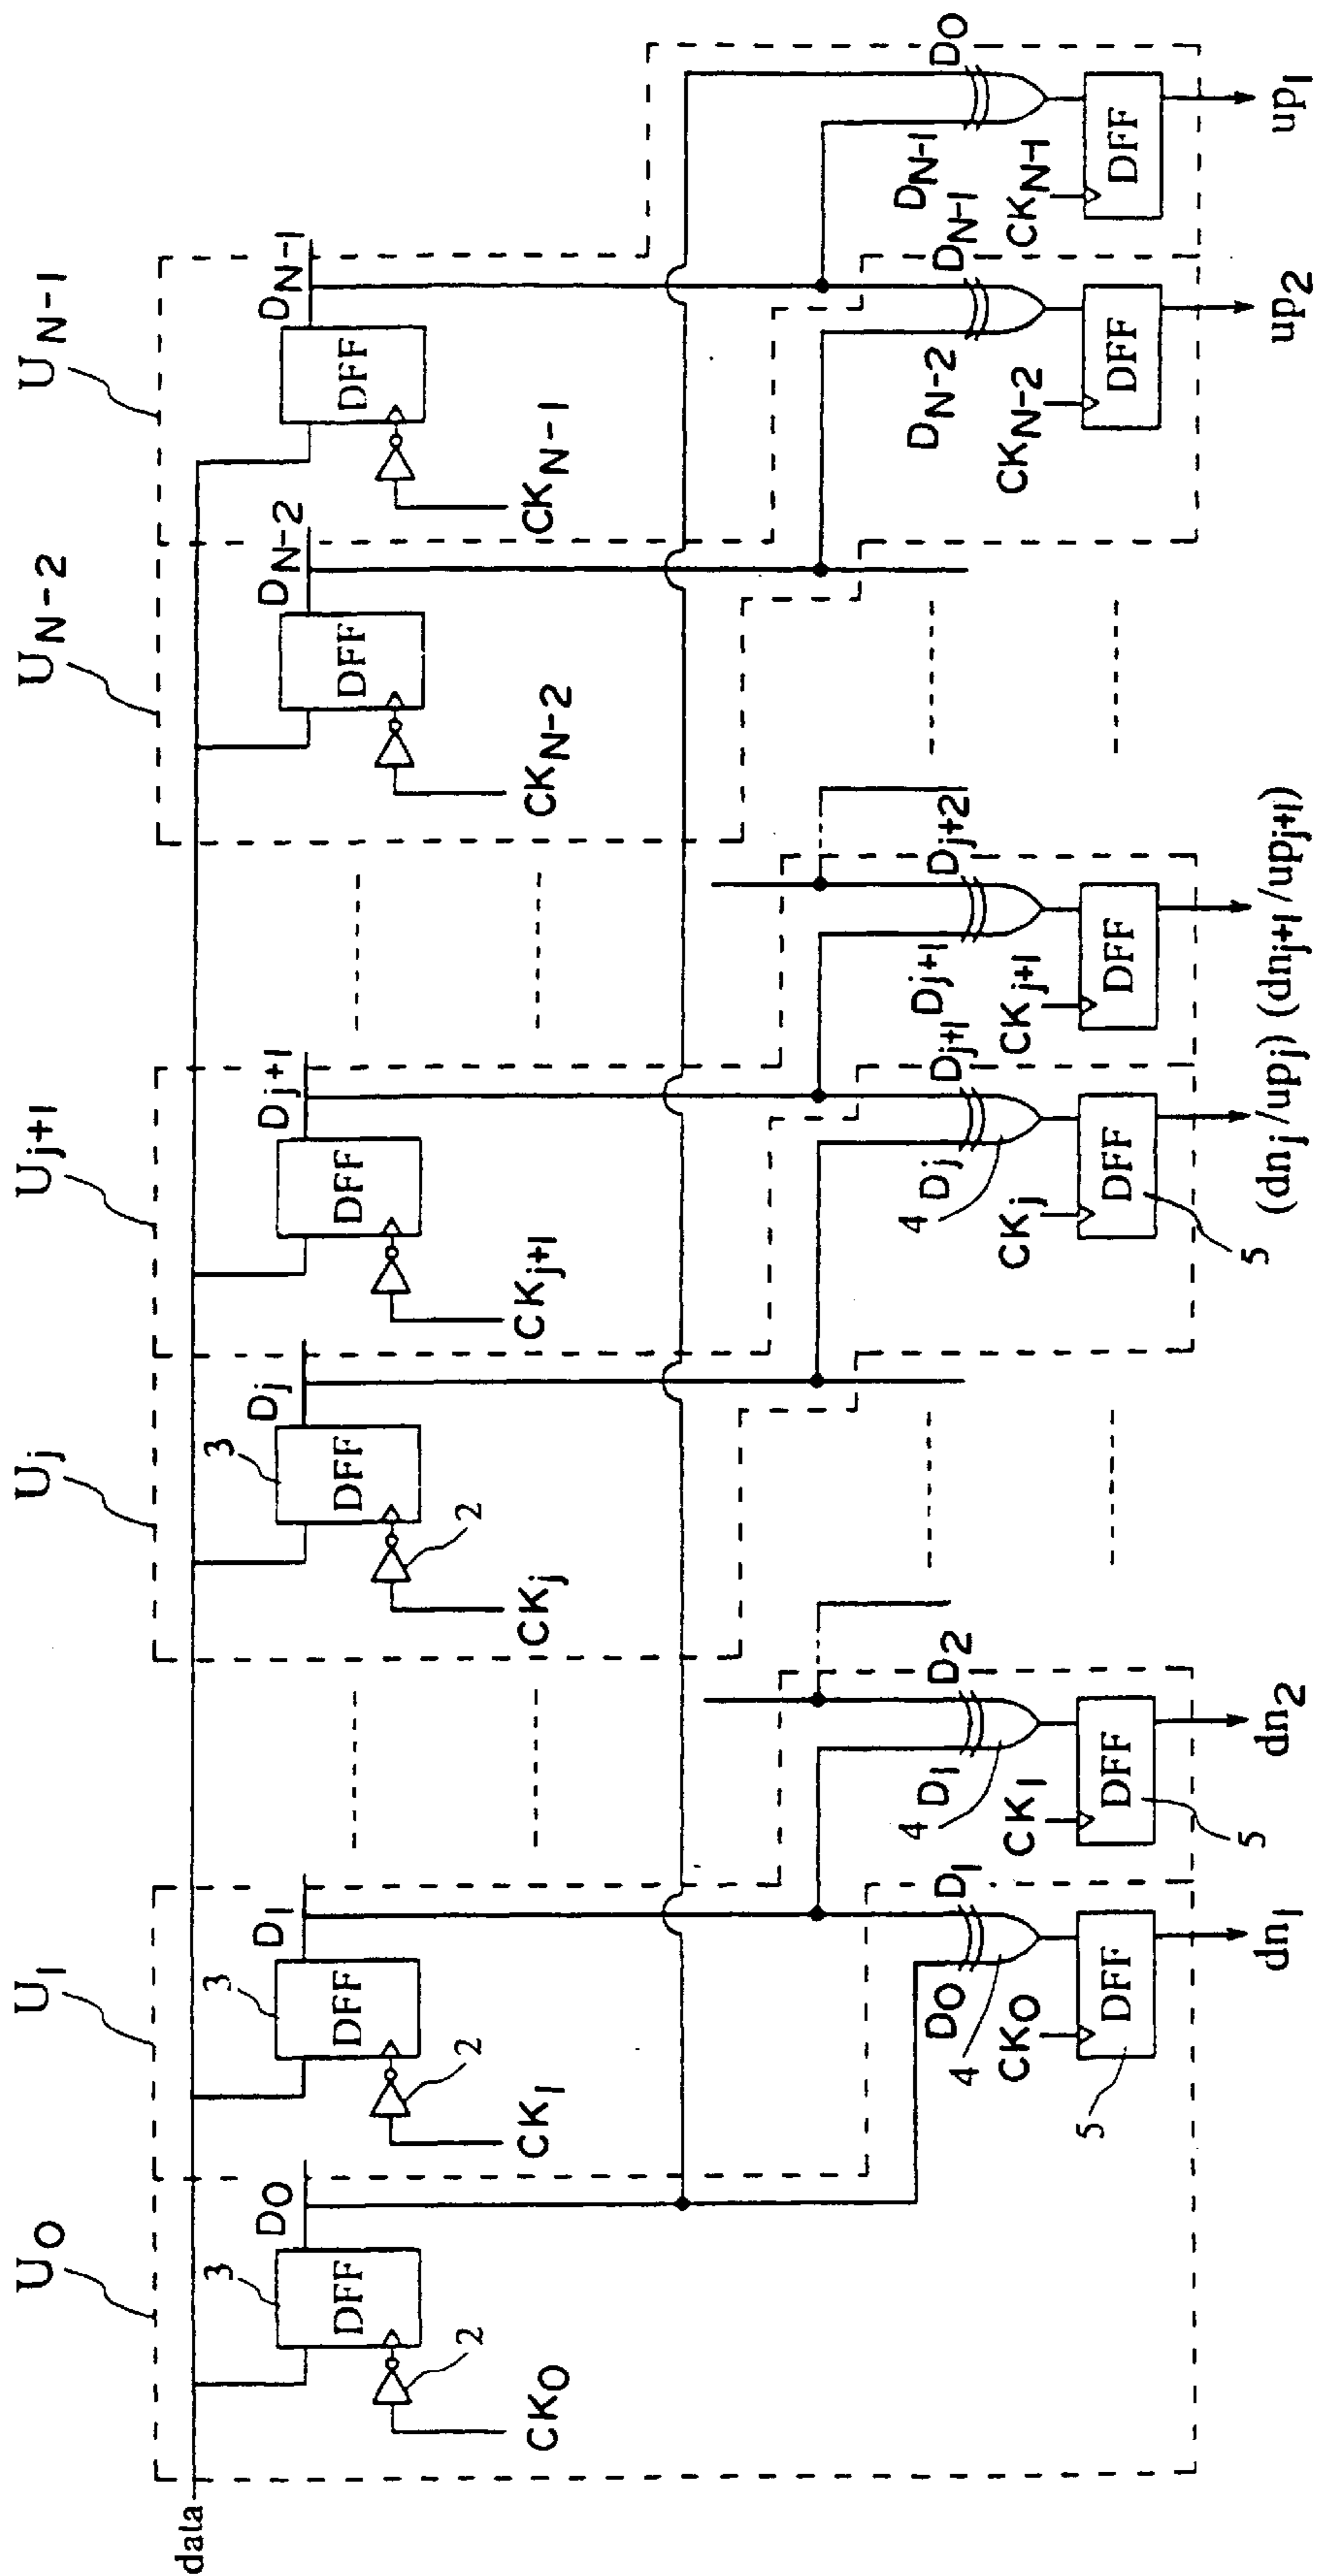 U0 U1 Uj Uj+1 UN-2 UN-1
data
3 3 3
D0 D1 Dj Dj+1 DN-2 DN-1
DFF DFF DFF DFF DFF DFF
2 2 2
CK0 CK1 CKj CKj+1 CKN-2 CKN-1
D0 D1 D1 D2 Dj Dj+1 Dj+1 Dj+2 DN-2 DN-1 DN-1 D0
4 4 4
CK0 CK1 CKj CKj+1 CKN-2 CKN-1
DFF DFF DFF DFF DFF DFF
5 5 5
dn1 dn2 (dnj/upj) (dnj+1/upj+1) up2 up1